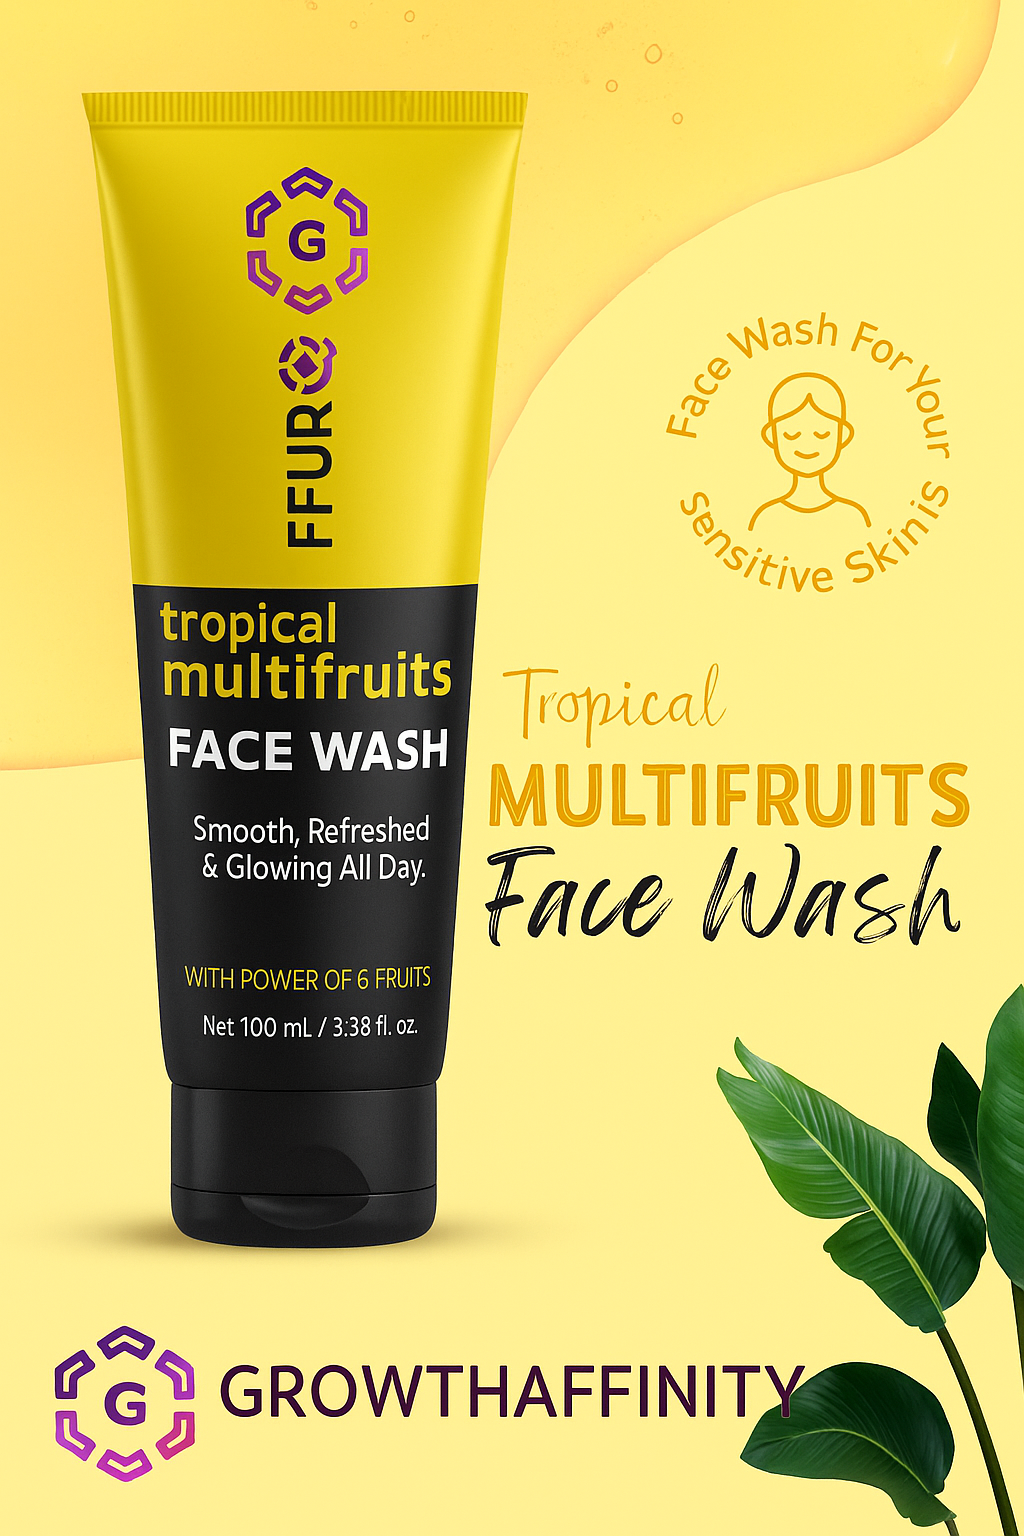 G
FFURO
tropical
multifruits
FACE WASH
Smooth, Refreshed
& Glowing All Day.
WITH POWER OF 6 FRUITS
Net 100 mL / 3:38 fl. oz.
Face Wash For Your
Sensitive Skin is
Tropical
MULTIFRUITS
Face Wash
G
GROWTHAFFINITY